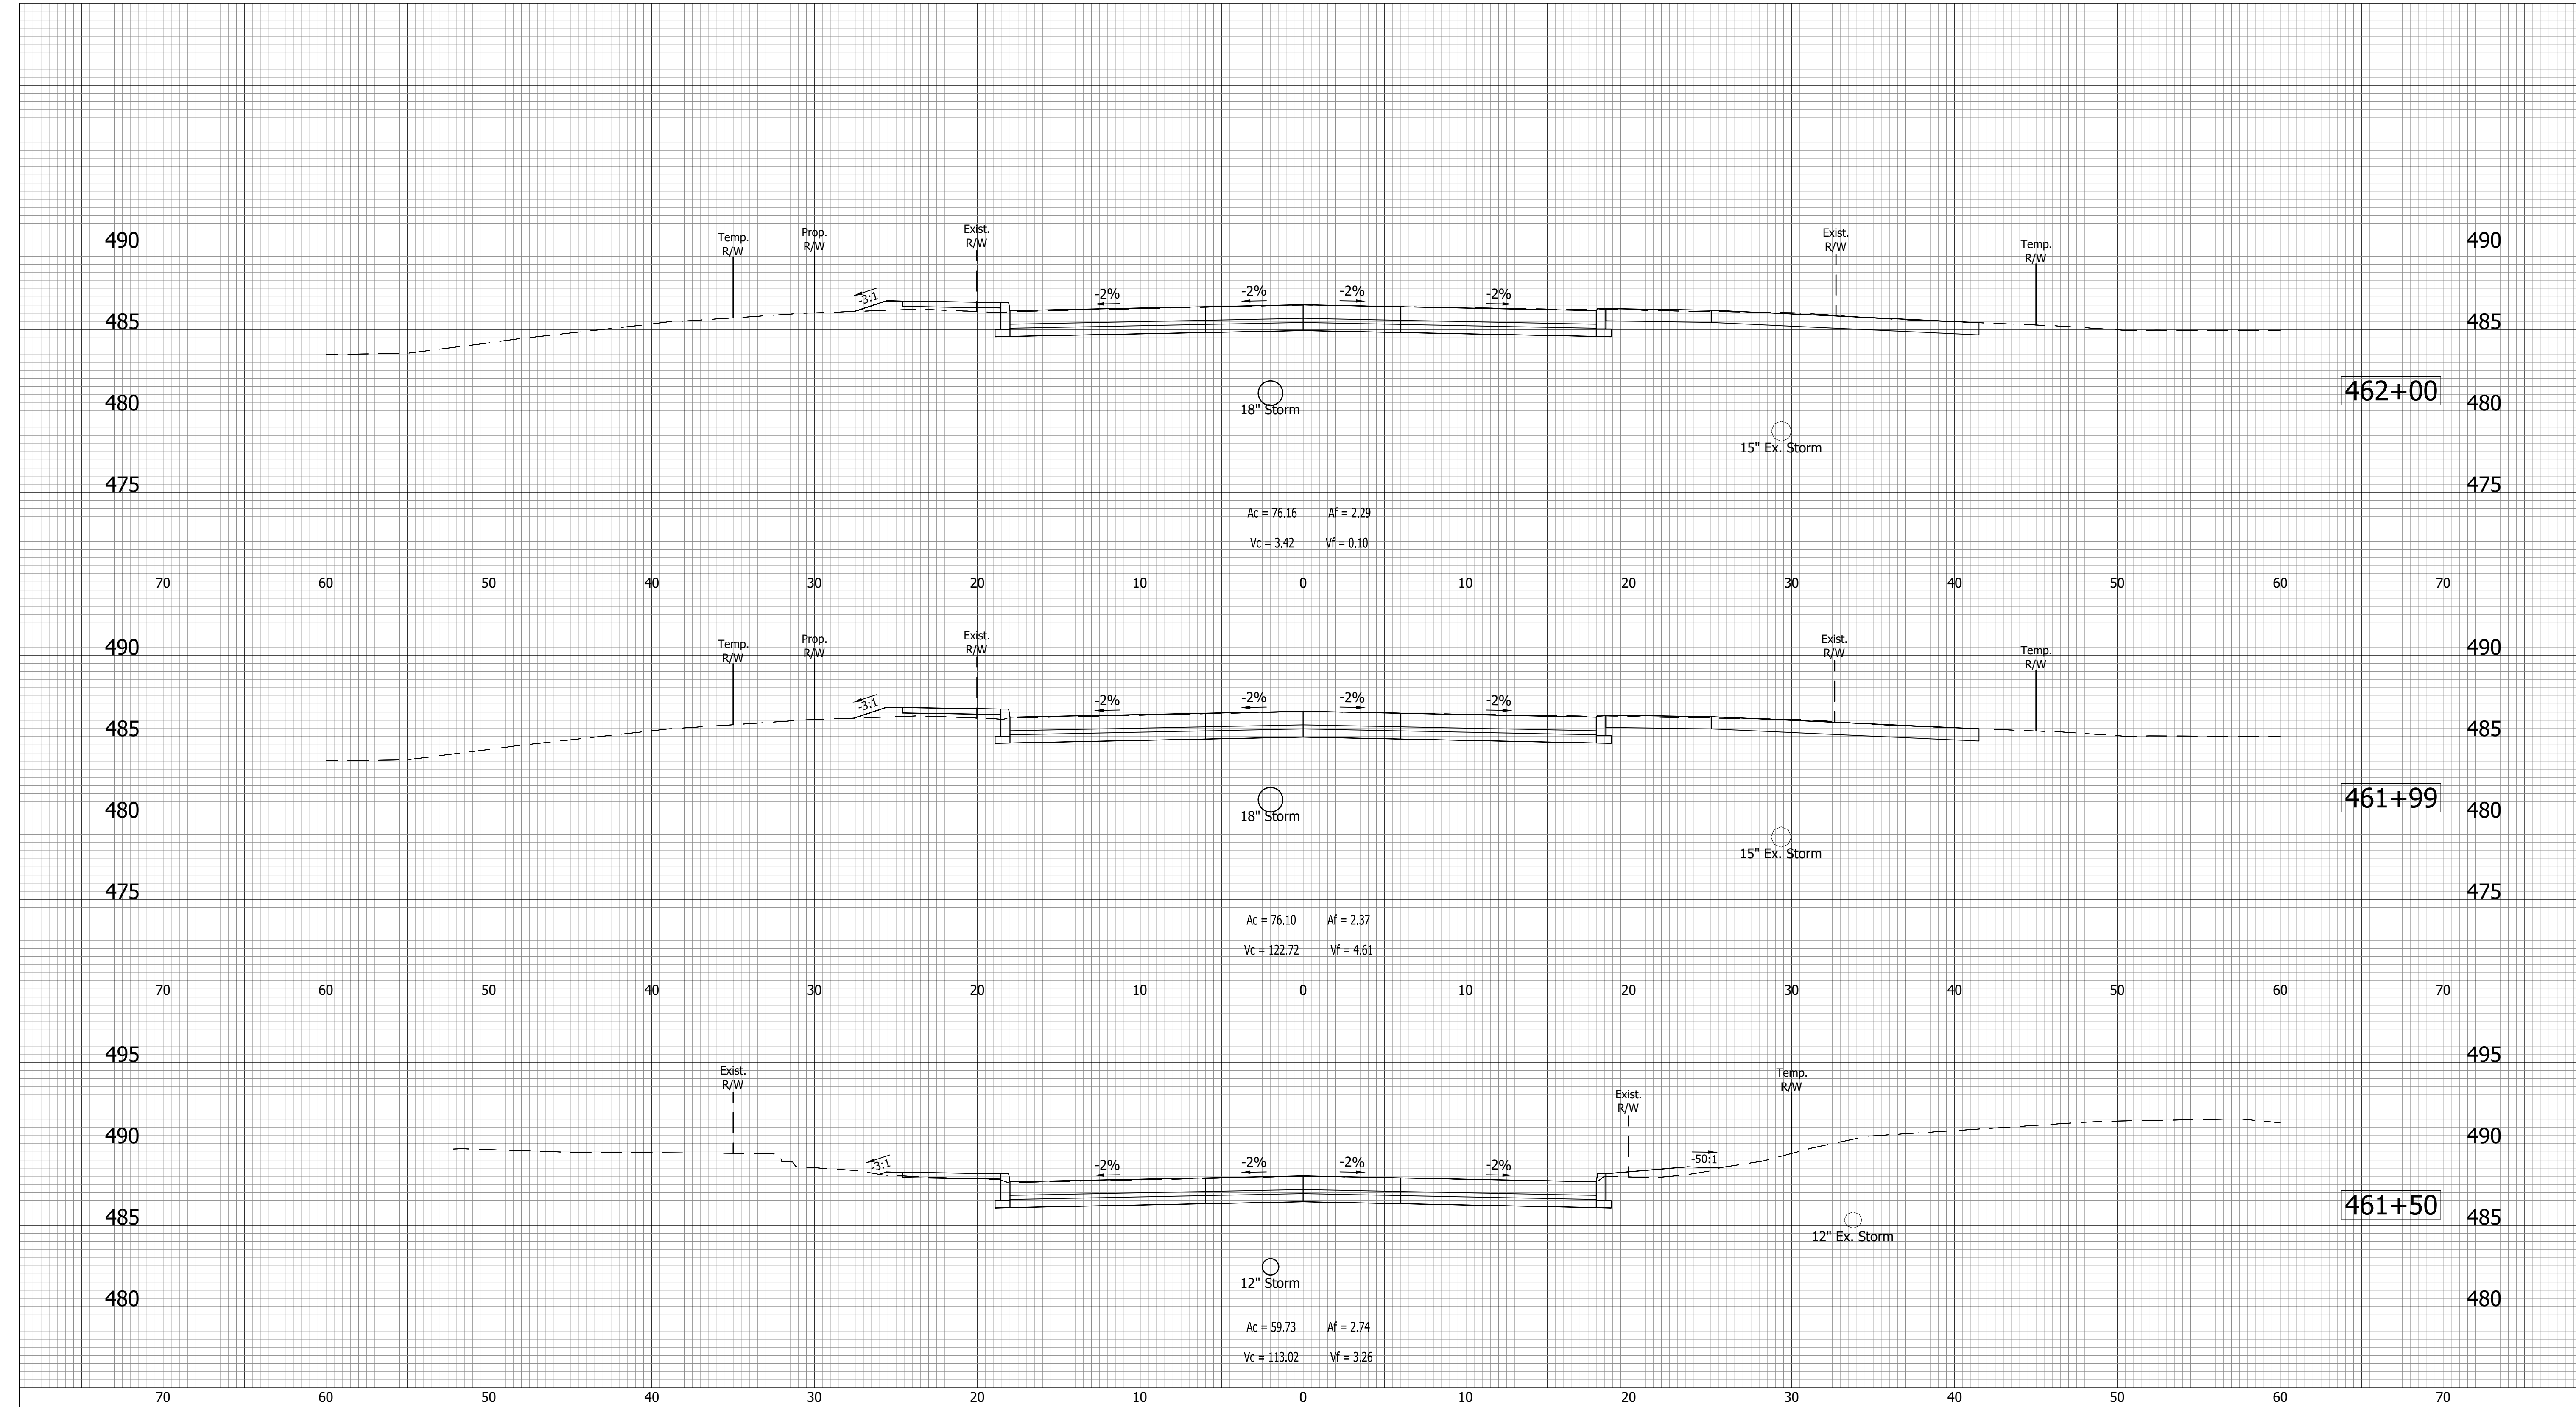 490
Temp.
R/W
Prop.
R/W
Exist.
R/W
Exist.
R/W
Temp.
R/W
490
-3:1
-2%
-2%
-2%
-2%
485
485
480
18" Storm
462+00
480
15" Ex. Storm
475
475
Ac = 76.16 Af = 2.29
Vc = 3.42 Vf = 0.10
70 60 50 40 30 20 10 0 10 20 30 40 50 60 70
490
Temp.
R/W
Prop.
R/W
Exist.
R/W
Exist.
R/W
Temp.
R/W
490
-3:1
-2%
-2%
-2%
-2%
485
485
480
18" Storm
461+99
480
15" Ex. Storm
475
475
Ac = 76.10 Af = 2.37
Vc = 122.72 Vf = 4.61
70 60 50 40 30 20 10 0 10 20 30 40 50 60 70
495
495
Exist.
R/W
Exist.
R/W
Temp.
R/W
490
490
-3:1
-2%
-2%
-2%
-2%
-50:1
485
461+50
485
12" Ex. Storm
12" Storm
480
480
Ac = 59.73 Af = 2.74
Vc = 113.02 Vf = 3.26
70 60 50 40 30 20 10 0 10 20 30 40 50 60 70